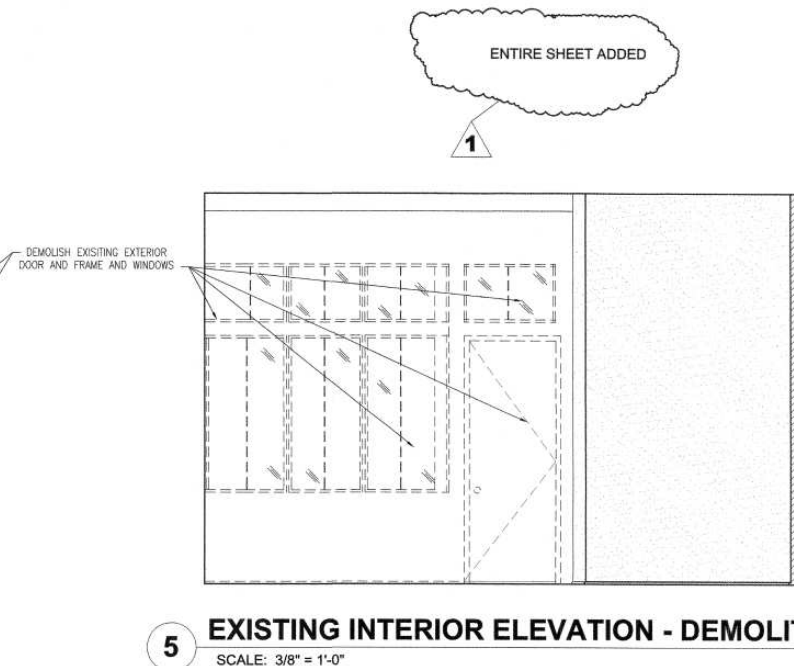 ENTIRE SHEET ADDED
1
DEMOLISH EXISITING EXTERIOR
DOOR AND FRAME AND WINDOWS
5
EXISTING INTERIOR ELEVATION - DEMOLIT
SCALE: 3/8" = 1'-0"